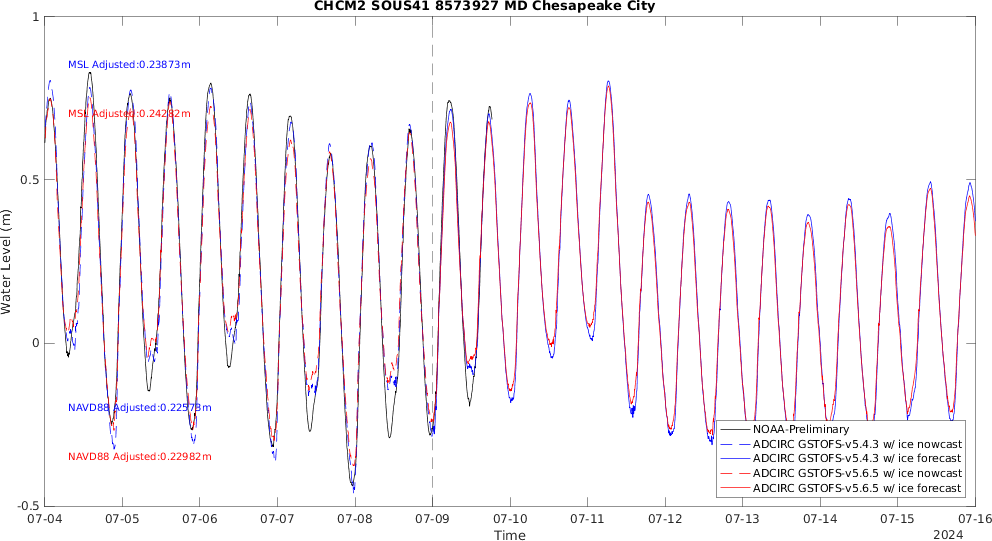 CHCM2 SOUS41 8573927 MD Chesapeake City
1
MSL Adjusted:0.23873m
MSL Adjusted:0.24282m
0.5
Water Level (m)
0
NAVD88 Adjusted:0.22573m
NAVD88 Adjusted:0.22982m
NOAA-Preliminary
ADCIRC GSTOFS-v5.4.3 w/ ice nowcast
ADCIRC GSTOFS-v5.4.3 w/ ice forecast
ADCIRC GSTOFS-v5.6.5 w/ ice nowcast
ADCIRC GSTOFS-v5.6.5 w/ ice forecast
-0.5
07-04 07-05 07-06 07-07 07-08 07-09 07-10 07-11 07-12 07-13 07-14 07-15 07-16
Time
2024